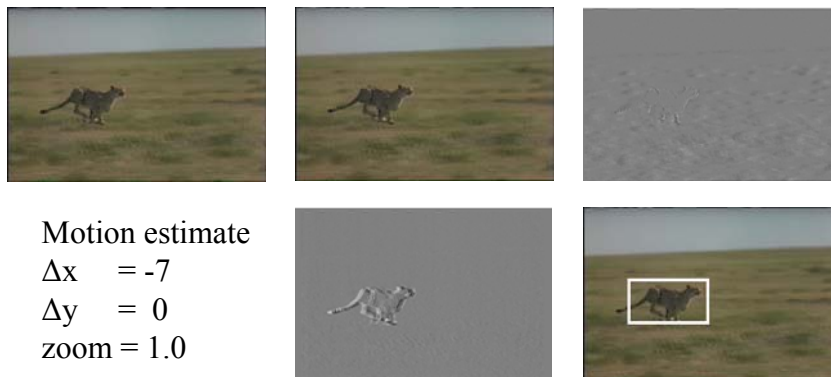 Motion estimate
Δx = -7
Δy = 0
zoom = 1.0